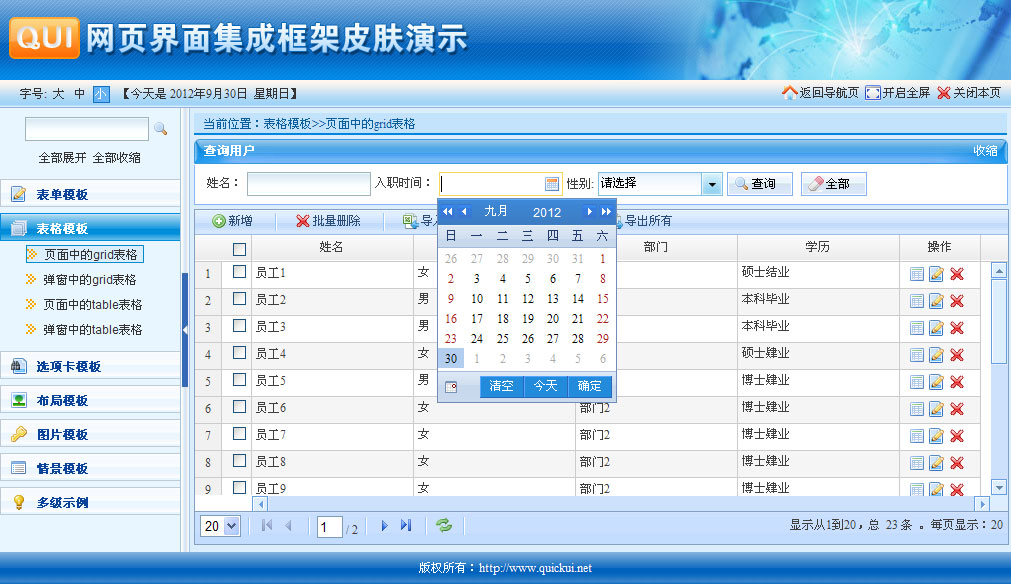 QUI 网页界面集成框架皮肤演示
字号: 大 中 小 【今天是 2012年9月30日 星期日】 返回导航页 开启全屏 关闭本页
全部展开 全部收缩
表单模板
表格模板
页面中的grid表格
弹窗中的grid表格
页面中的table表格
弹窗中的table表格
选项卡模板
布局模板
图片模板
情景模板
多级示例
当前位置：表格模板>>页面中的grid表格
查询用户 收缩
姓名： 入职时间： 性别: 请选择 查询 全部
新增 批量删除 导入 导出所有
姓名 部门 学历 操作
1 员工1 女 硕士结业
2 员工2 男 本科毕业
3 员工3 男 本科毕业
4 员工4 女 硕士肄业
5 员工5 男 博士肄业
6 员工6 女 部门2 博士肄业
7 员工7 女 部门2 博士肄业
8 员工8 女 部门2 博士肄业
9 员工9 女 部门2 博士肄业
九月 2012
日 一 二 三 四 五 六
26 27 28 29 30 31 1
2 3 4 5 6 7 8
9 10 11 12 13 14 15
16 17 18 19 20 21 22
23 24 25 26 27 28 29
30 1 2 3 4 5 6
清空 今天 确定
20 1 / 2 显示从1到20，总 23 条 。每页显示：20
版权所有：http://www.quickui.net